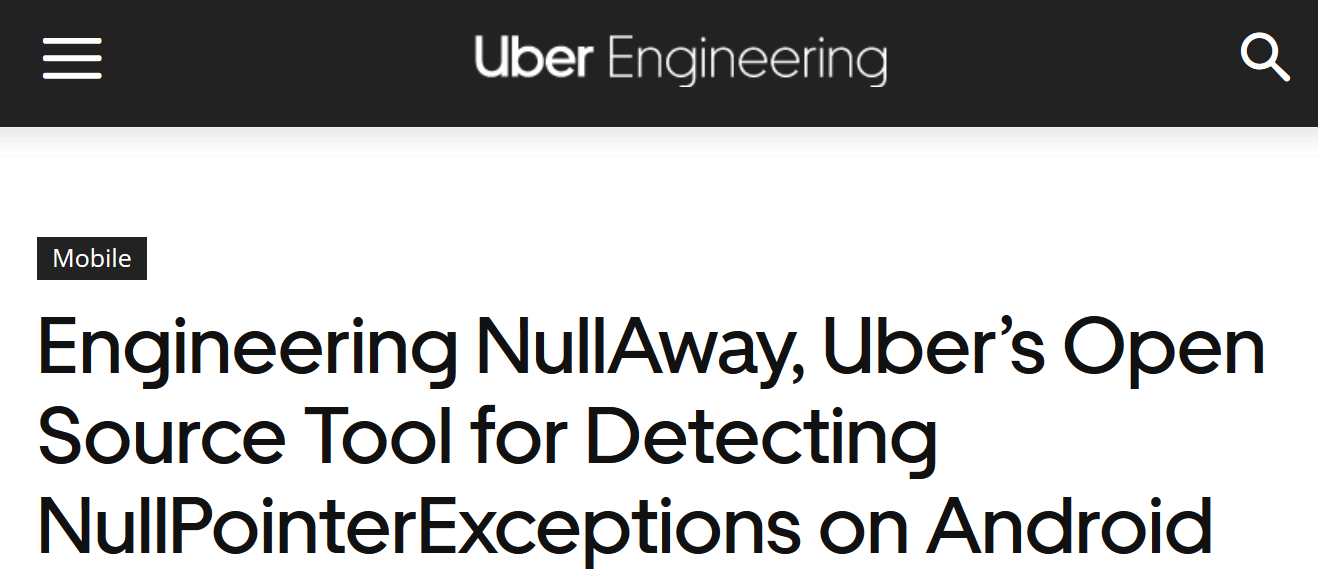 Uber Engineering
Mobile
Engineering NullAway, Uber’s Open
Source Tool for Detecting
NullPointerExceptions on Android